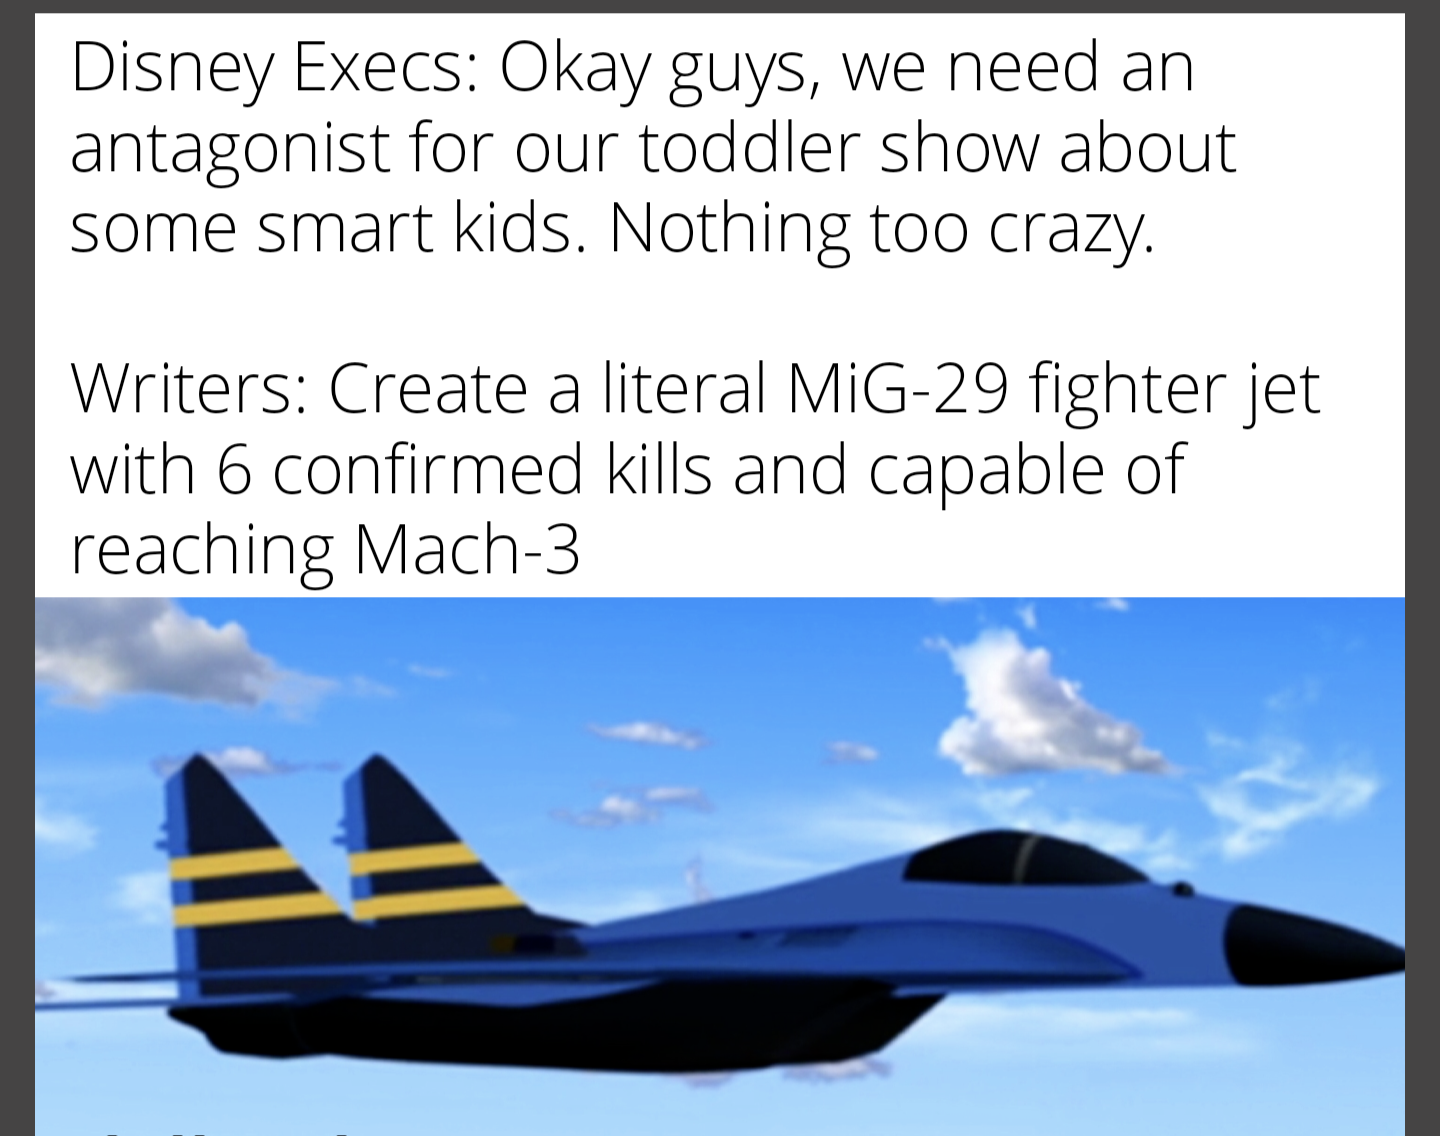 Disney Execs: Okay guys, we need an
antagonist for our toddler show about
some smart kids. Nothing too crazy.
Writers: Create a literal MiG-29 fighter jet
with 6 confirmed kills and capable of
reaching Mach-3